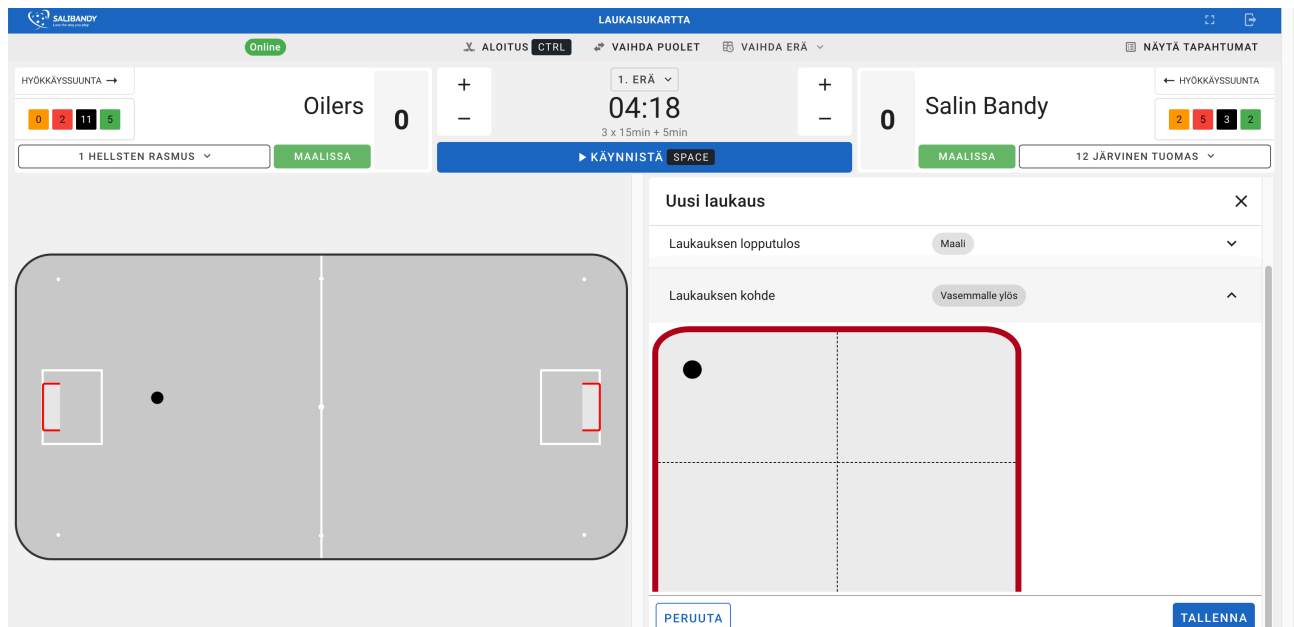 SALIBANDY
LAUKAISUKARTTA
Online
ALOITUS CTRL
VAIHDA PUOLET
VAIHDA ERÄ
NÄYTÄ TAPAHTUMAT
HYÖKKÄYSSUUNTA →
0 2 11 5
Oilers
0
1 HELLSTEN RASMUS
MAALISSA
+
−
1. ERÄ
04:18
3 x 15min + 5min
+
−
KÄYNNISTÄ SPACE
0
Salin Bandy
← HYÖKKÄYSSUUNTA
2 5 3 2
MAALISSA
12 JÄRVINEN TUOMAS
Uusi laukaus
Laukauksen lopputulos Maali
Laukauksen kohde Vasemmalle ylös
PERUUTA
TALLENNA